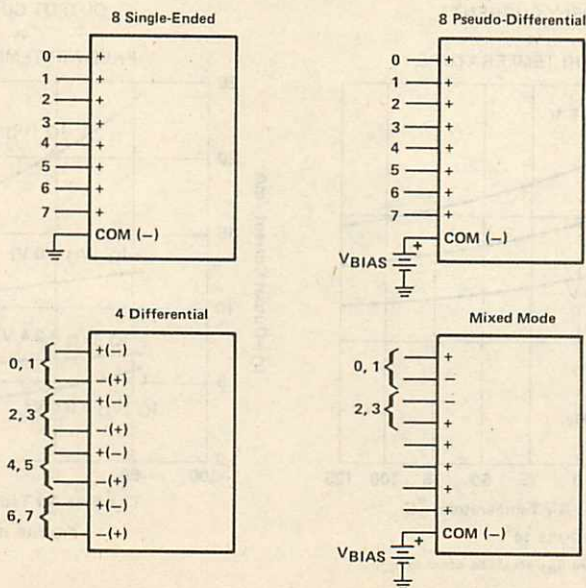 8 Single-Ended
0 +
1 +
2 +
3 +
4 +
5 +
6 +
7 +
COM (−)
8 Pseudo-Differential
0 +
1 +
2 +
3 +
4 +
5 +
6 +
7 +
COM (−)
VBIAS +
4 Differential
0, 1 { +(−)
−(+)
2, 3 { +(−)
−(+)
4, 5 { +(−)
−(+)
6, 7 { +(−)
−(+)
Mixed Mode
0, 1 { +
−
2, 3 { −
+
+
+
+
+
COM (−)
VBIAS +